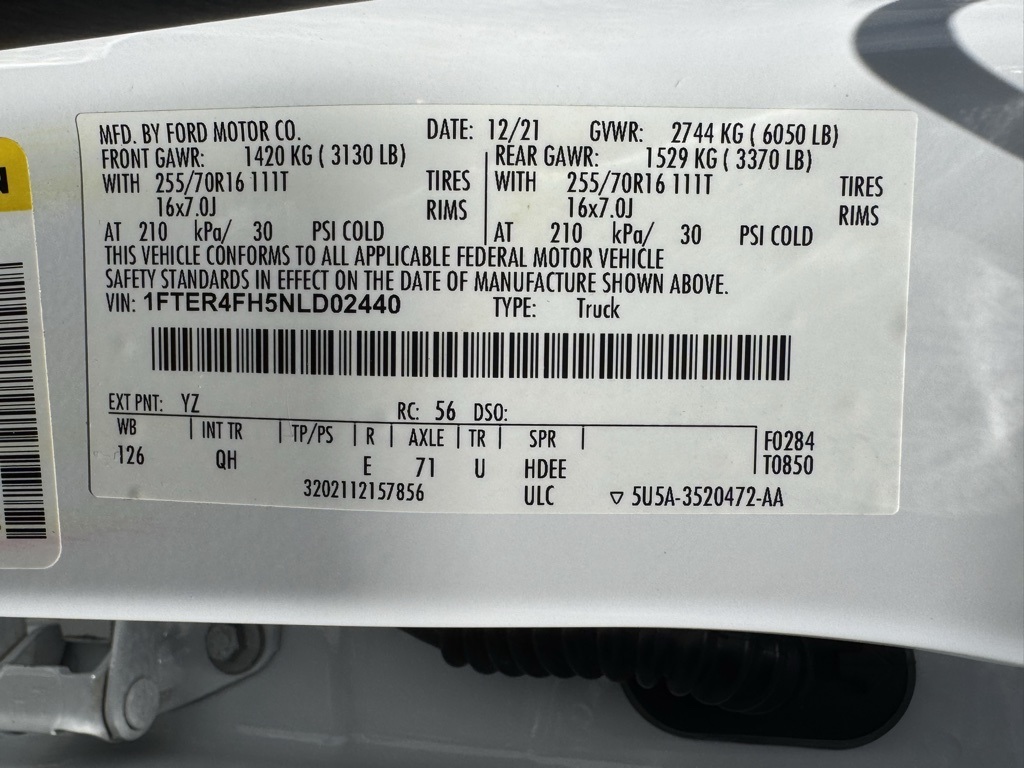 MFD. BY FORD MOTOR CO. DATE: 12/21 GVWR: 2744 KG ( 6050 LB)
FRONT GAWR: 1420 KG ( 3130 LB) REAR GAWR: 1529 KG ( 3370 LB)
WITH 255/70R16 111T TIRES WITH 255/70R16 111T TIRES
16x7.0J RIMS 16x7.0J RIMS
AT 210 kPa/ 30 PSI COLD AT 210 kPa/ 30 PSI COLD
THIS VEHICLE CONFORMS TO ALL APPLICABLE FEDERAL MOTOR VEHICLE
SAFETY STANDARDS IN EFFECT ON THE DATE OF MANUFACTURE SHOWN ABOVE.
VIN: 1FTER4FH5NLD02440 TYPE: Truck
EXT PNT: YZ RC: 56 DSO:
WB INT TR TP/PS R AXLE TR SPR F0284
126 QH E 71 U HDEE T0850
3202112157856 ULC 5U5A-3520472-AA